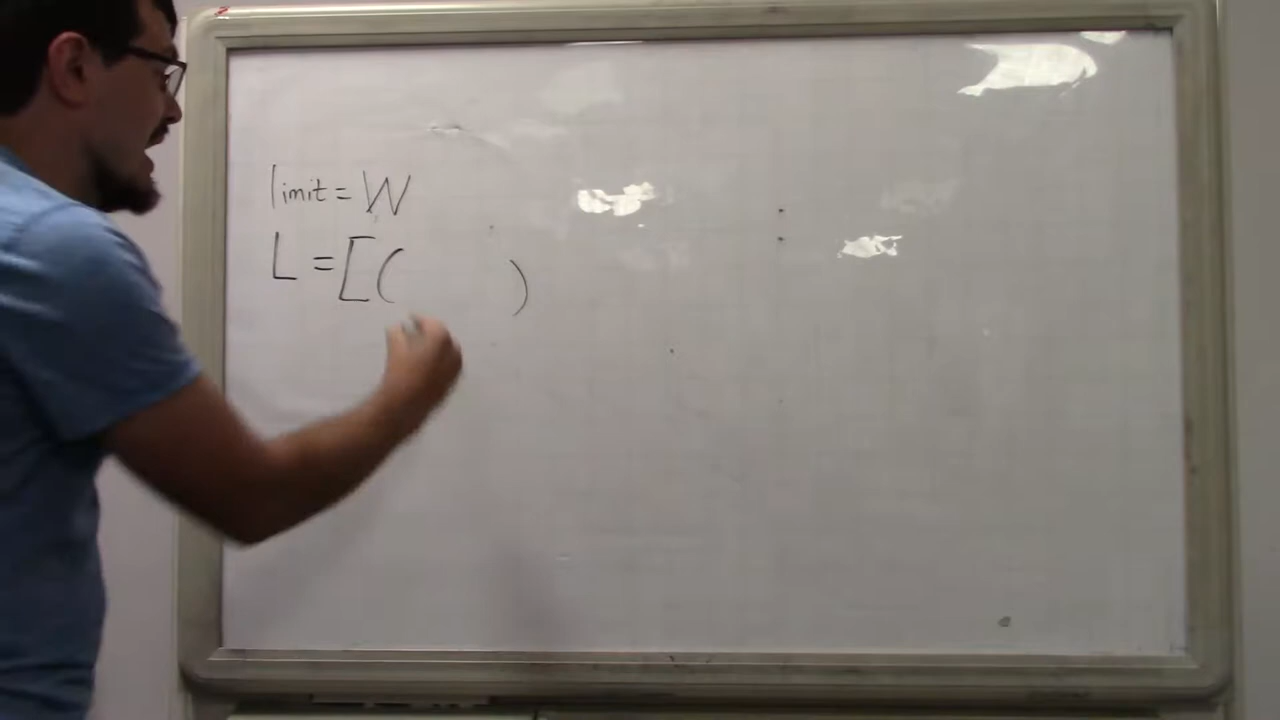 limit = W
L = [( )